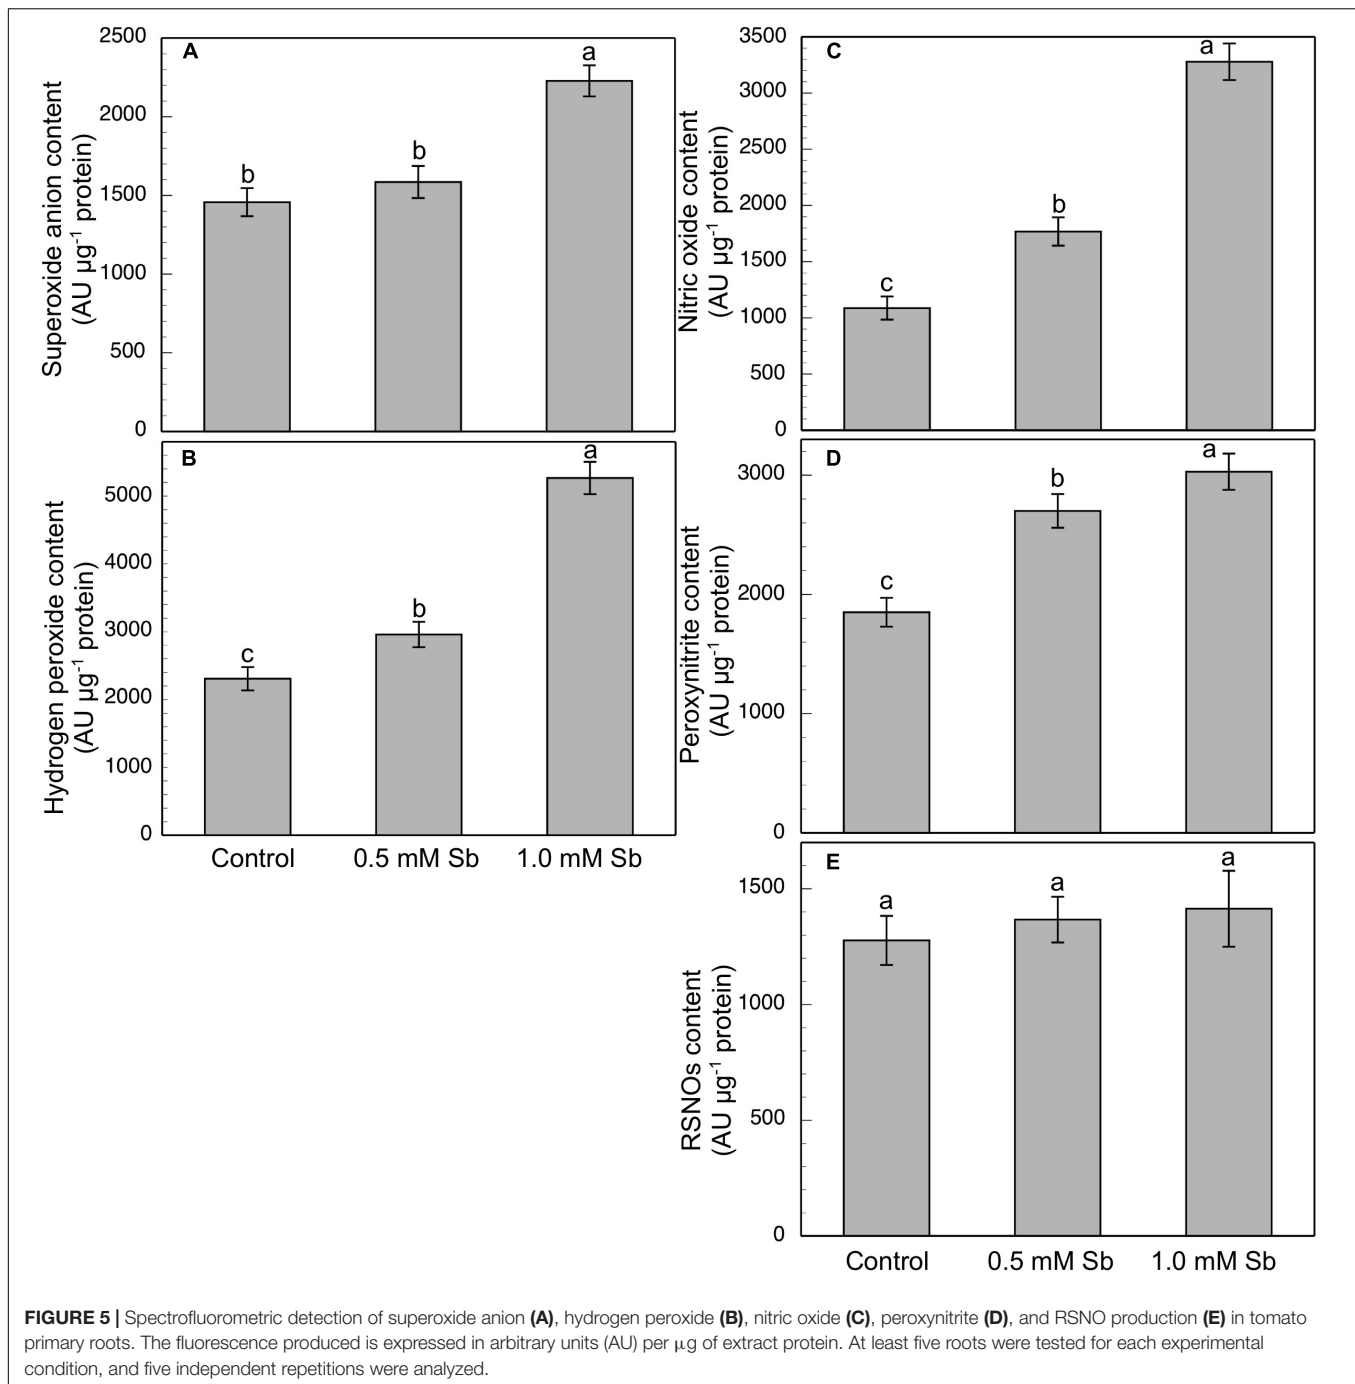 A
Superoxide anion content
(AU µg⁻¹ protein)
2500
2000
1500
1000
500
0
b
b
a
B
Hydrogen peroxide content
(AU µg⁻¹ protein)
5000
4000
3000
2000
1000
0
c
b
a
Control
0.5 mM Sb
1.0 mM Sb
C
Nitric oxide content
(AU µg⁻¹ protein)
3500
3000
2500
2000
1500
1000
500
0
c
b
a
D
Peroxynitrite content
(AU µg⁻¹ protein)
3000
2000
1000
0
c
b
a
E
RSNOs content
(AU µg⁻¹ protein)
1500
1000
500
0
a
a
a
Control
0.5 mM Sb
1.0 mM Sb
FIGURE 5 | Spectrofluorometric detection of superoxide anion (A), hydrogen peroxide (B), nitric oxide (C), peroxynitrite (D), and RSNO production (E) in tomato
primary roots. The fluorescence produced is expressed in arbitrary units (AU) per µg of extract protein. At least five roots were tested for each experimental
condition, and five independent repetitions were analyzed.